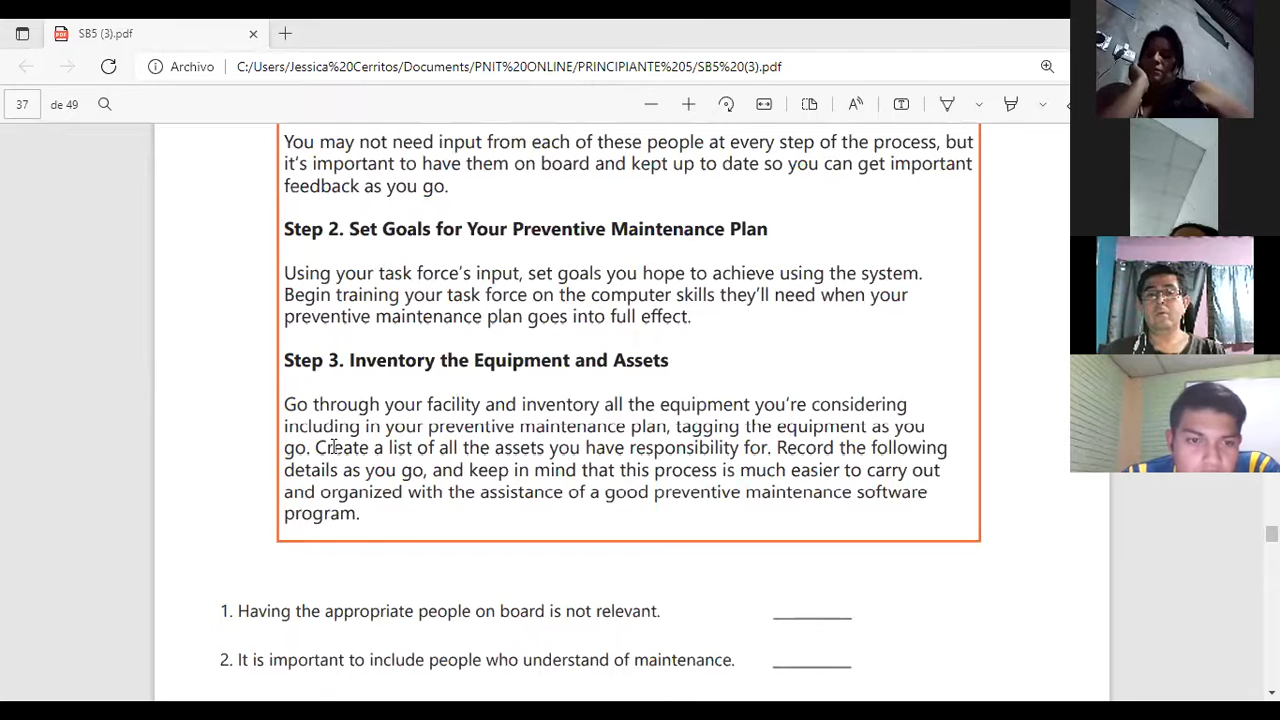 SB5 (3).pdf
Archivo
C:/Users/Jessica%20Cerritos/Documents/PNIT%20ONLINE/PRINCIPIANTE%205/SB5%20(3).pdf
37 de 49
You may not need input from each of these people at every step of the process, but
it's important to have them on board and kept up to date so you can get important
feedback as you go.
Step 2. Set Goals for Your Preventive Maintenance Plan
Using your task force's input, set goals you hope to achieve using the system.
Begin training your task force on the computer skills they'll need when your
preventive maintenance plan goes into full effect.
Step 3. Inventory the Equipment and Assets
Go through your facility and inventory all the equipment you're considering
including in your preventive maintenance plan, tagging the equipment as you
go. Create a list of all the assets you have responsibility for. Record the following
details as you go, and keep in mind that this process is much easier to carry out
and organized with the assistance of a good preventive maintenance software
program.
1. Having the appropriate people on board is not relevant. ________
2. It is important to include people who understand of maintenance. ________